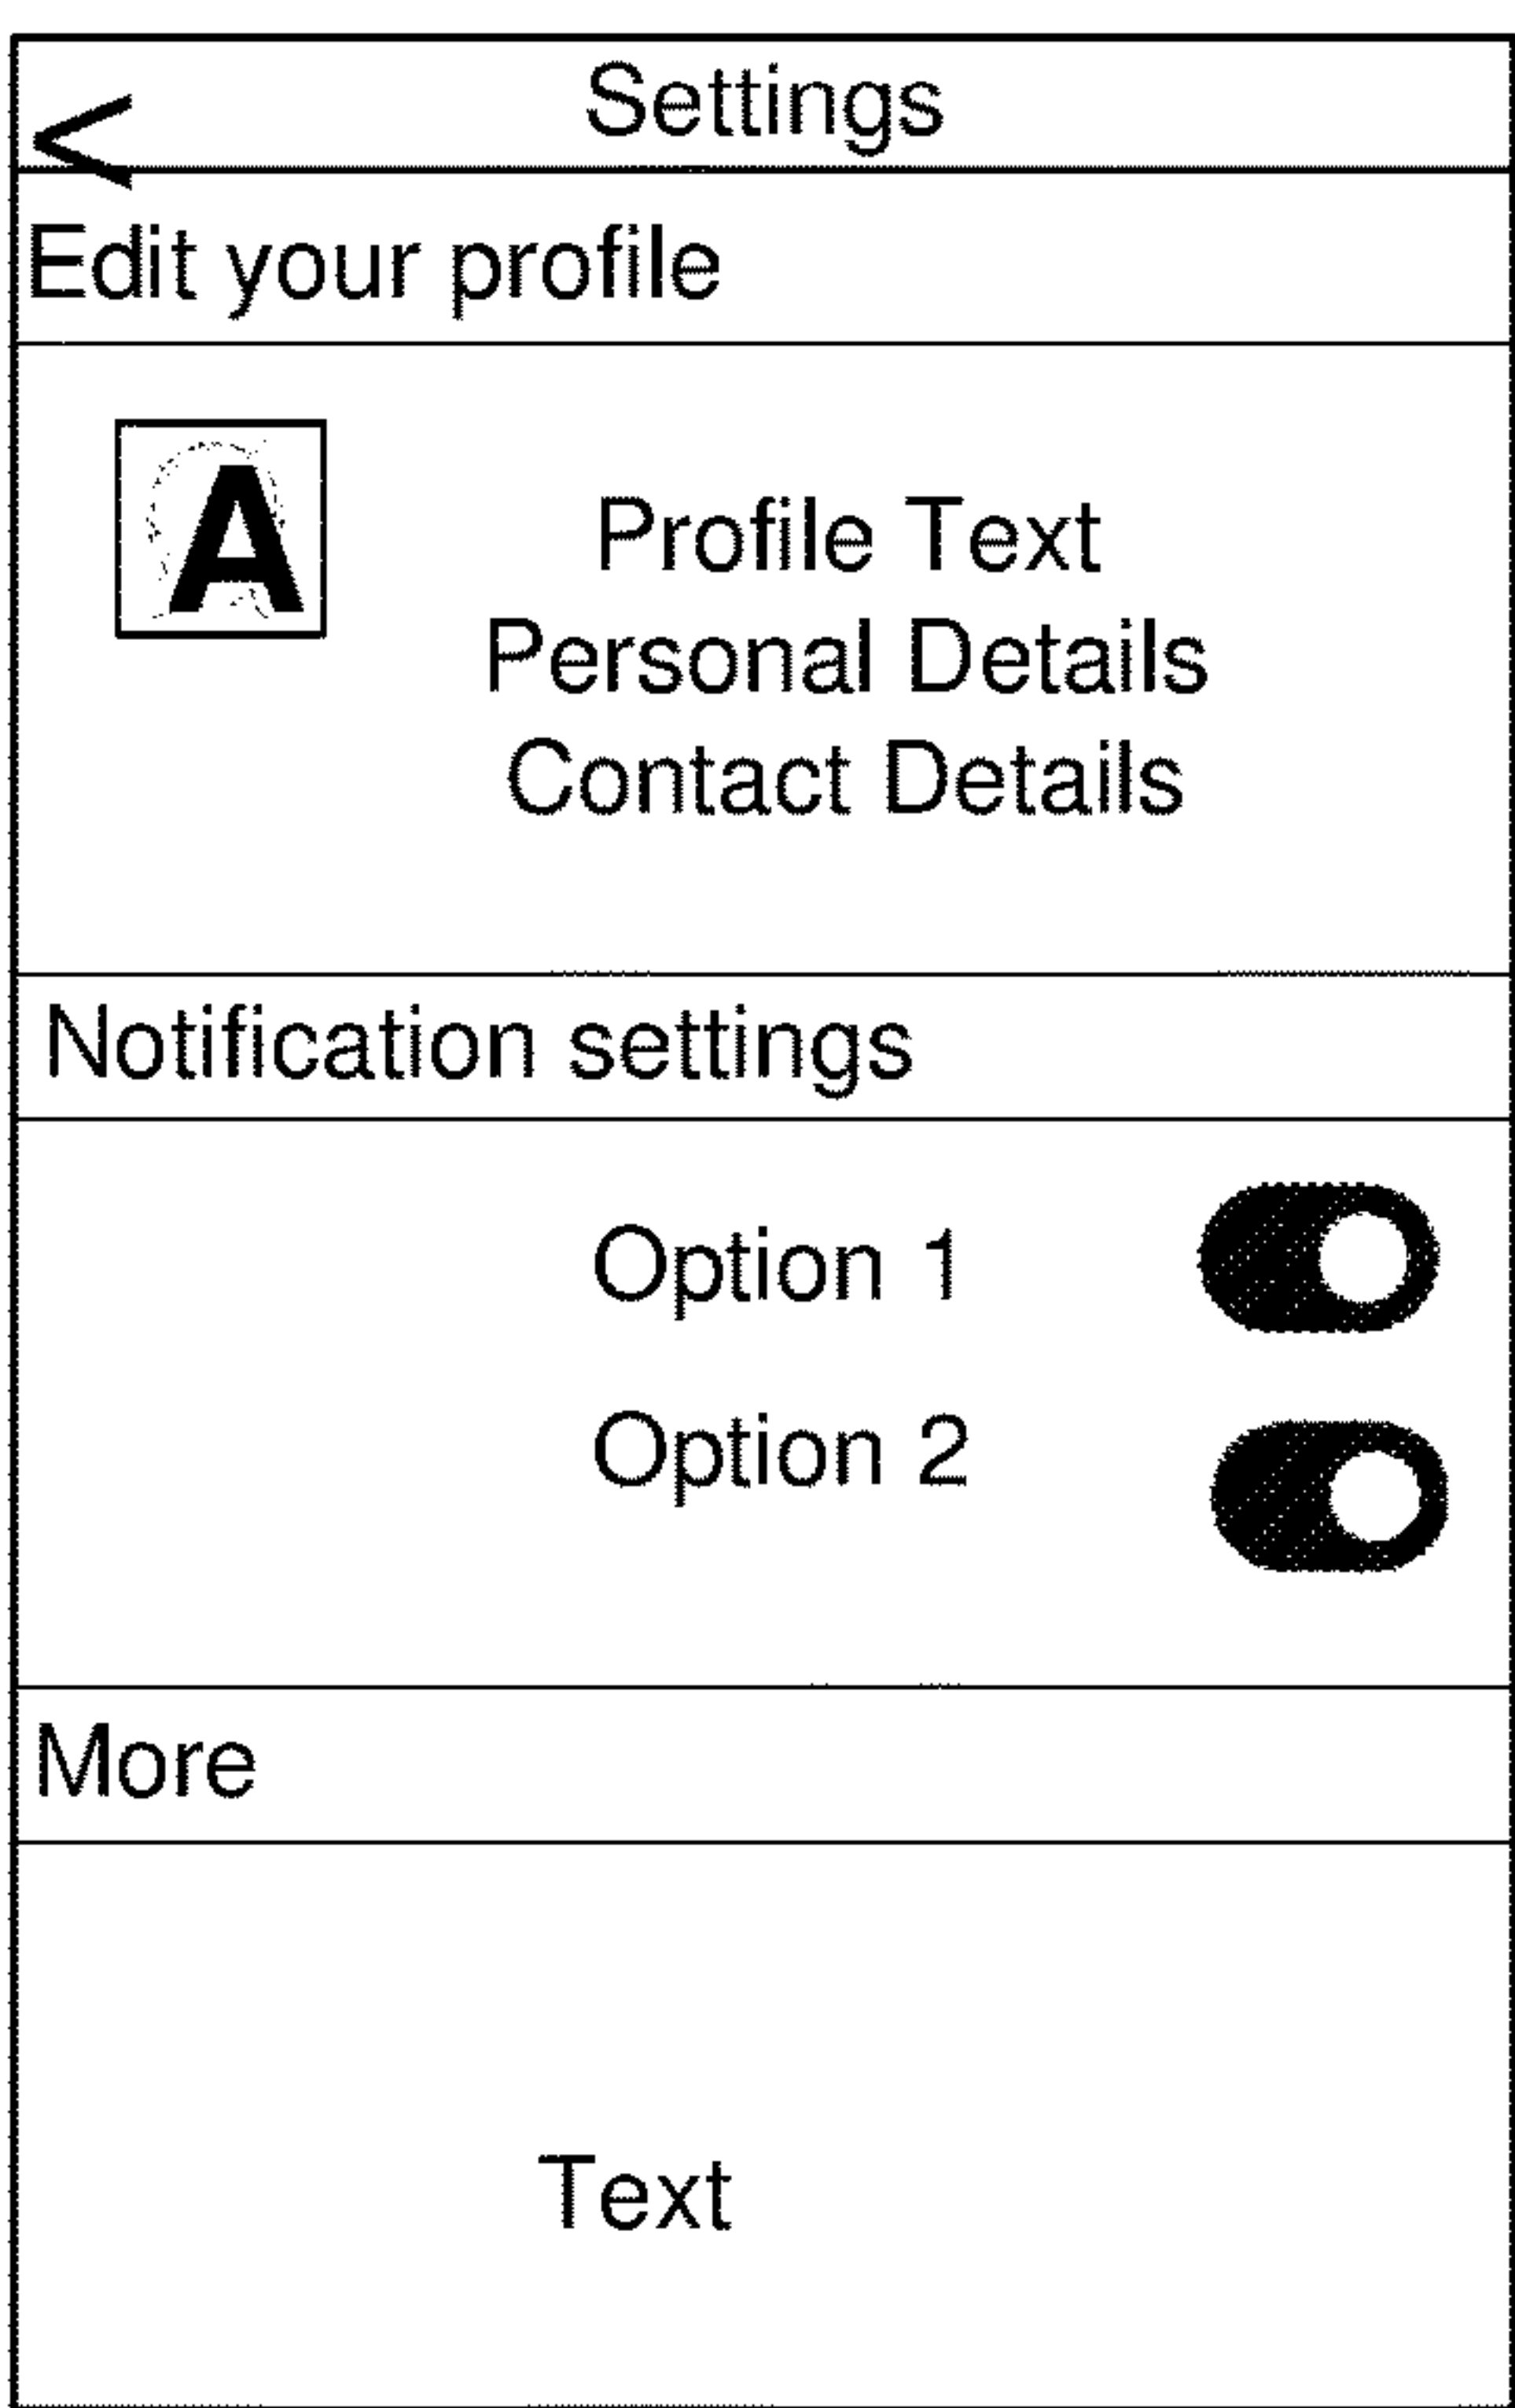 <
Settings
Edit your profile
A
Profile Text
Personal Details
Contact Details
Notification settings
Option 1
Option 2
More
Text